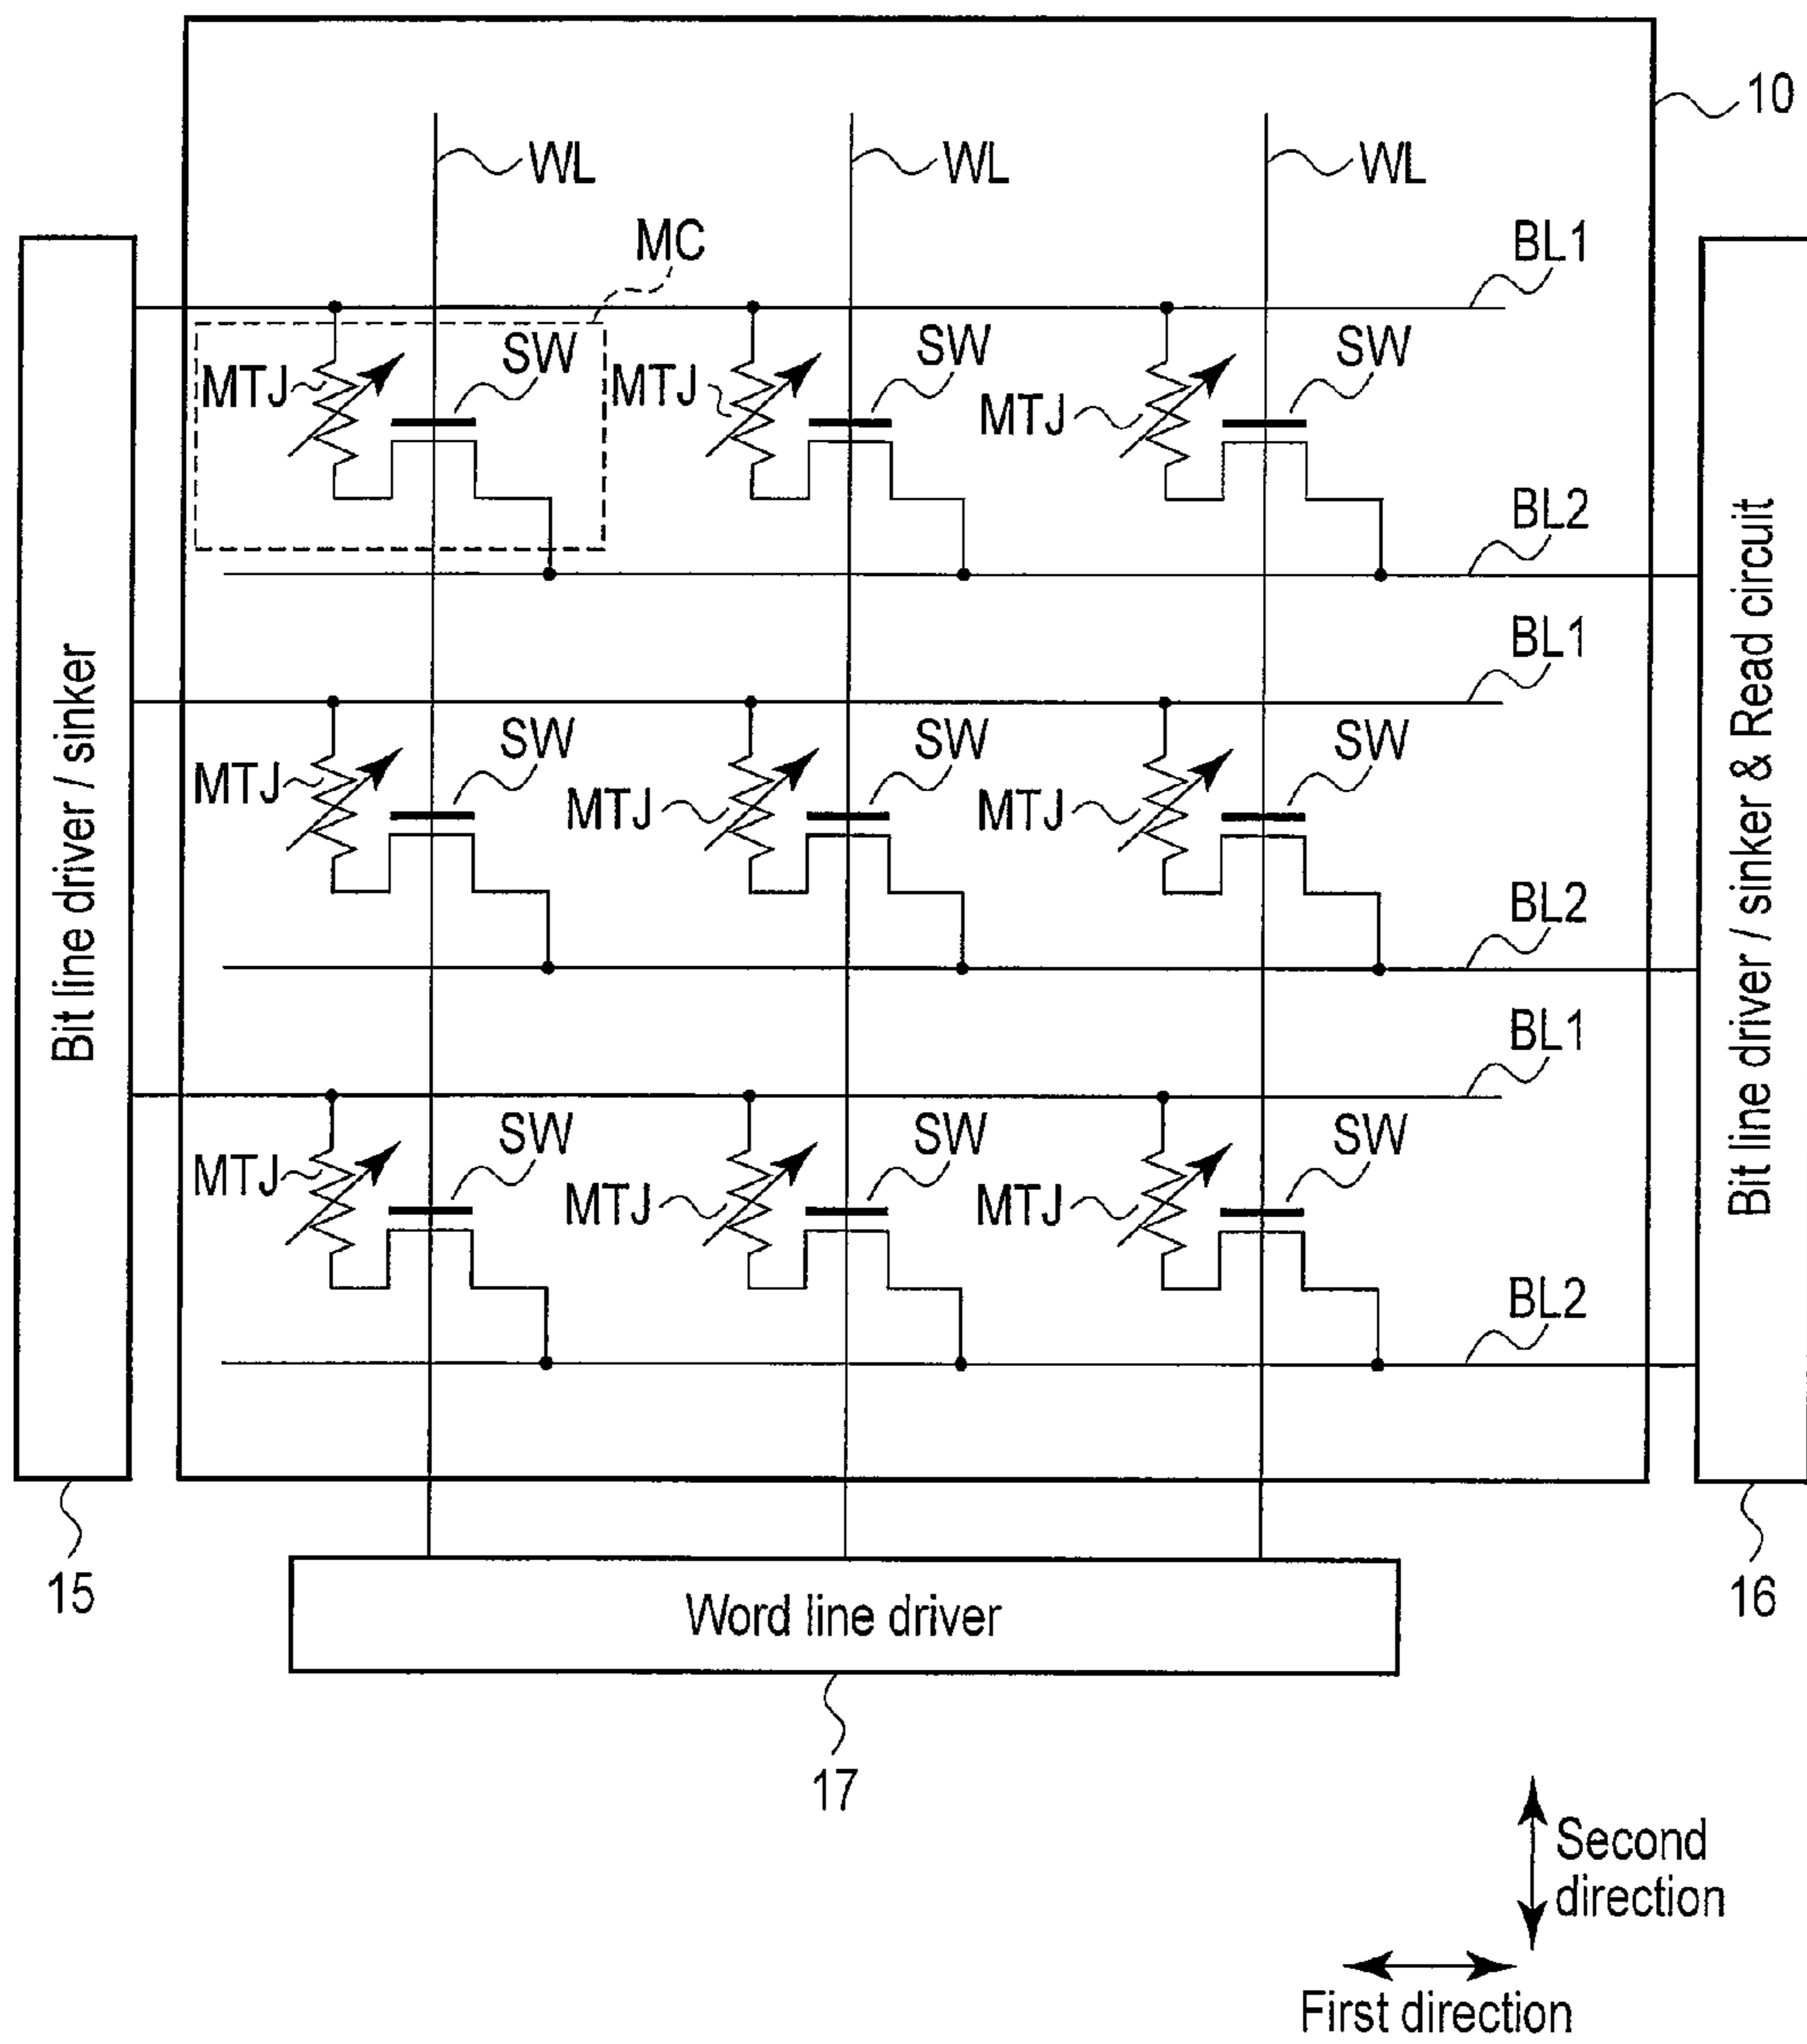 10
WL WL WL
MC
BL1
MTJ SW MTJ SW MTJ SW
BL2
BL1
MTJ SW MTJ SW MTJ SW
BL2
BL1
MTJ SW MTJ SW MTJ SW
BL2
Bit line driver / sinker
Bit line driver / sinker & Read circuit
15
16
Word line driver
17
Second
direction
First direction